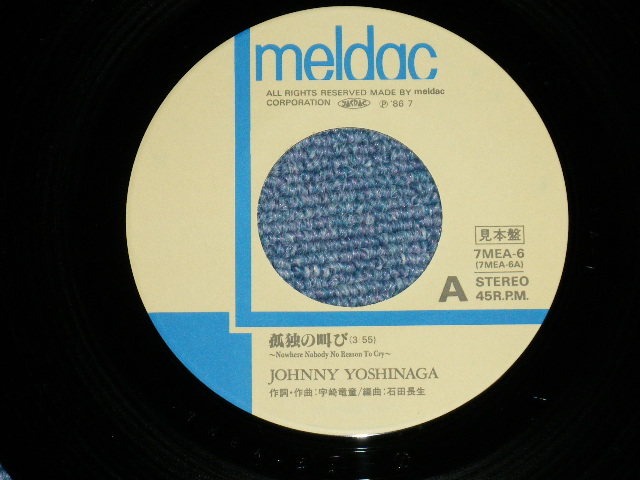 meldac
ALL RIGHTS RESERVED MADE BY meldac
CORPORATION JASRAC Ⓟ '86 7
見本盤
7MEA-6
(7MEA-6A)
A STEREO
45R.P.M.
孤独の叫び(3 55)
〜Nowhere Nobody No Reason To Cry〜
JOHNNY YOSHINAGA
作詞・作曲:宇崎竜童/編曲:石田長生